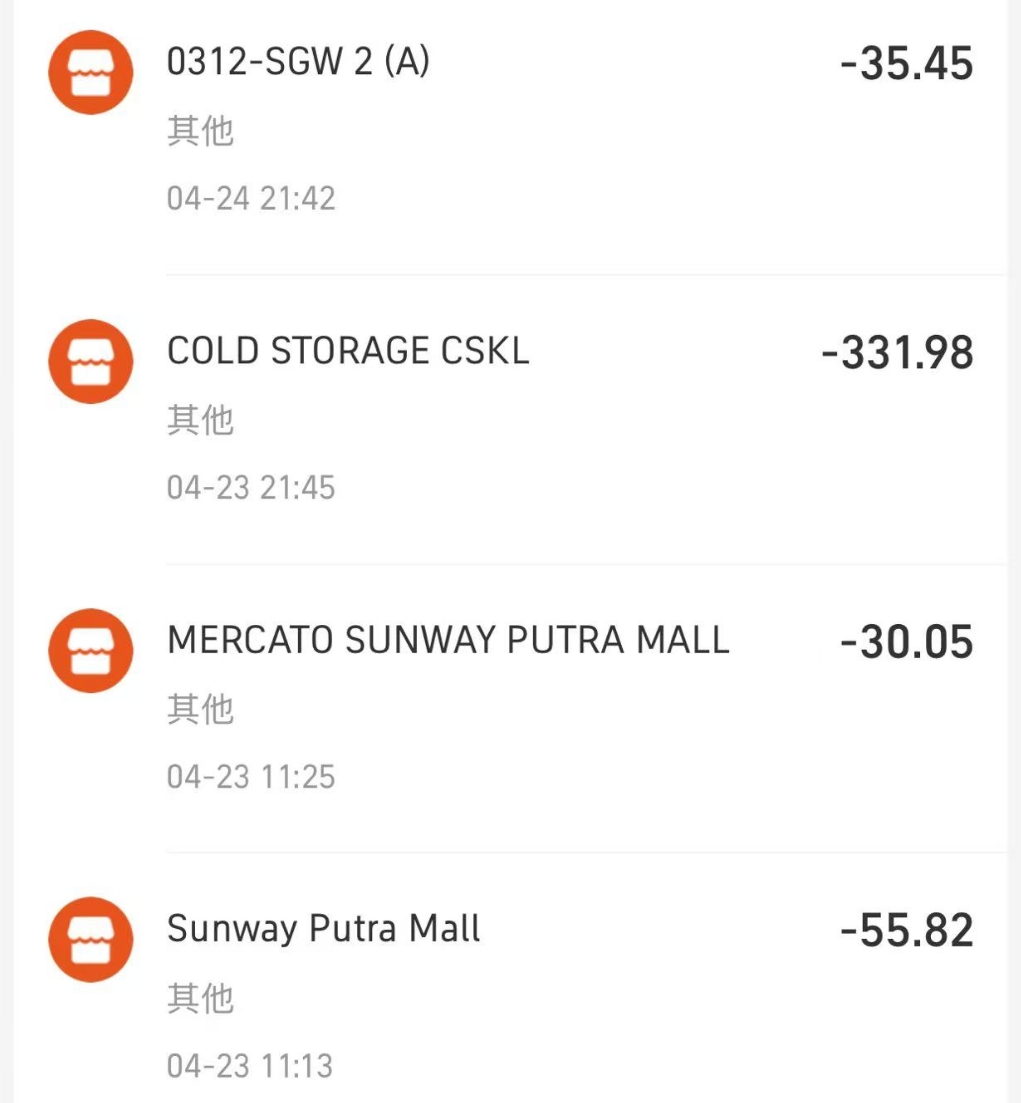 0312-SGW 2 (A) -35.45
其他
04-24 21:42
COLD STORAGE CSKL -331.98
其他
04-23 21:45
MERCATO SUNWAY PUTRA MALL -30.05
其他
04-23 11:25
Sunway Putra Mall -55.82
其他
04-23 11:13